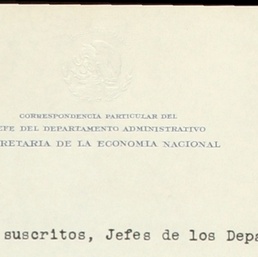 CORRESPONDENCIA PARTICULAR DEL
EFE DEL DEPARTAMENTO ADMINISTRATIVO
RETARIA DE LA ECONOMIA NACIONAL
suscritos, Jefes de los Depa